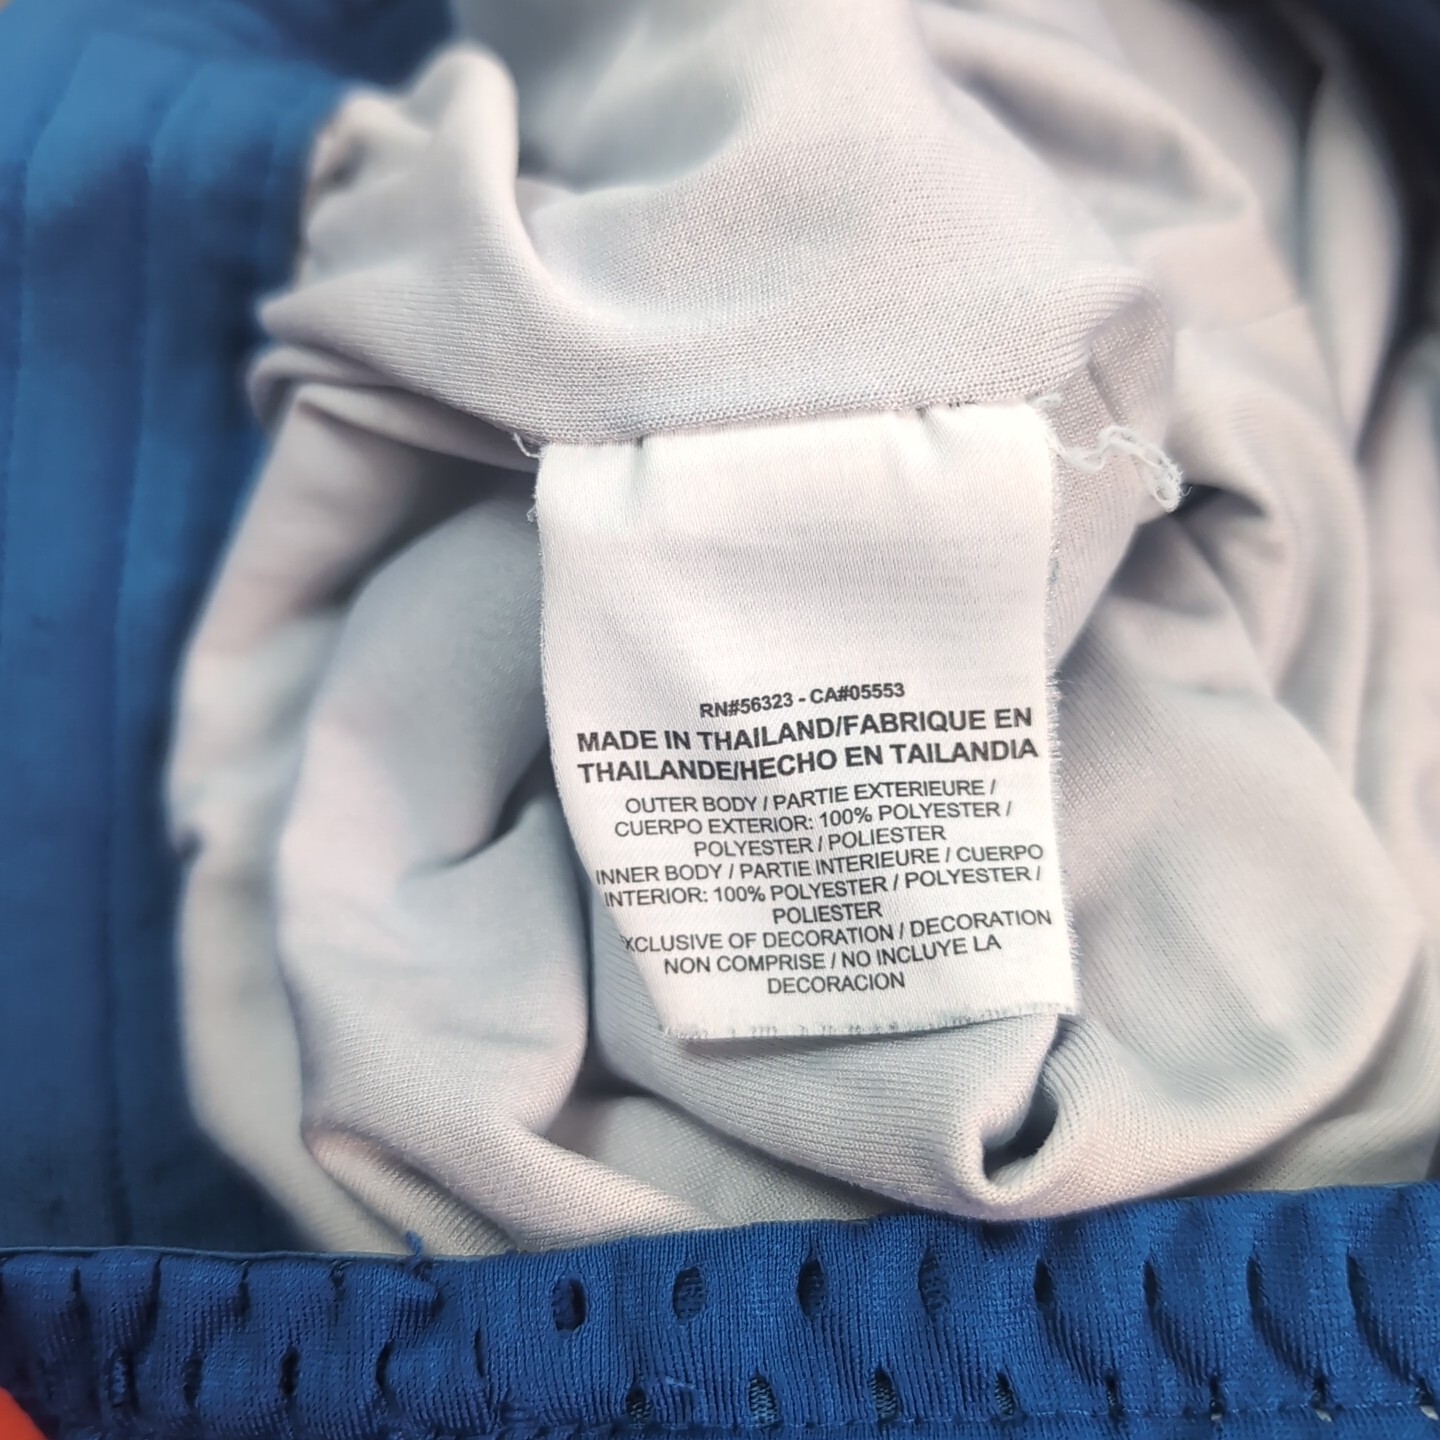 RN#56323 - CA#05553
MADE IN THAILAND/FABRIQUE EN
THAILANDE/HECHO EN TAILANDIA
OUTER BODY / PARTIE EXTERIEURE /
CUERPO EXTERIOR: 100% POLYESTER /
POLYESTER / POLIESTER
INNER BODY / PARTIE INTERIEURE / CUERPO
INTERIOR: 100% POLYESTER / POLYESTER /
POLIESTER
EXCLUSIVE OF DECORATION / DECORATION
NON COMPRISE / NO INCLUYE LA
DECORACION